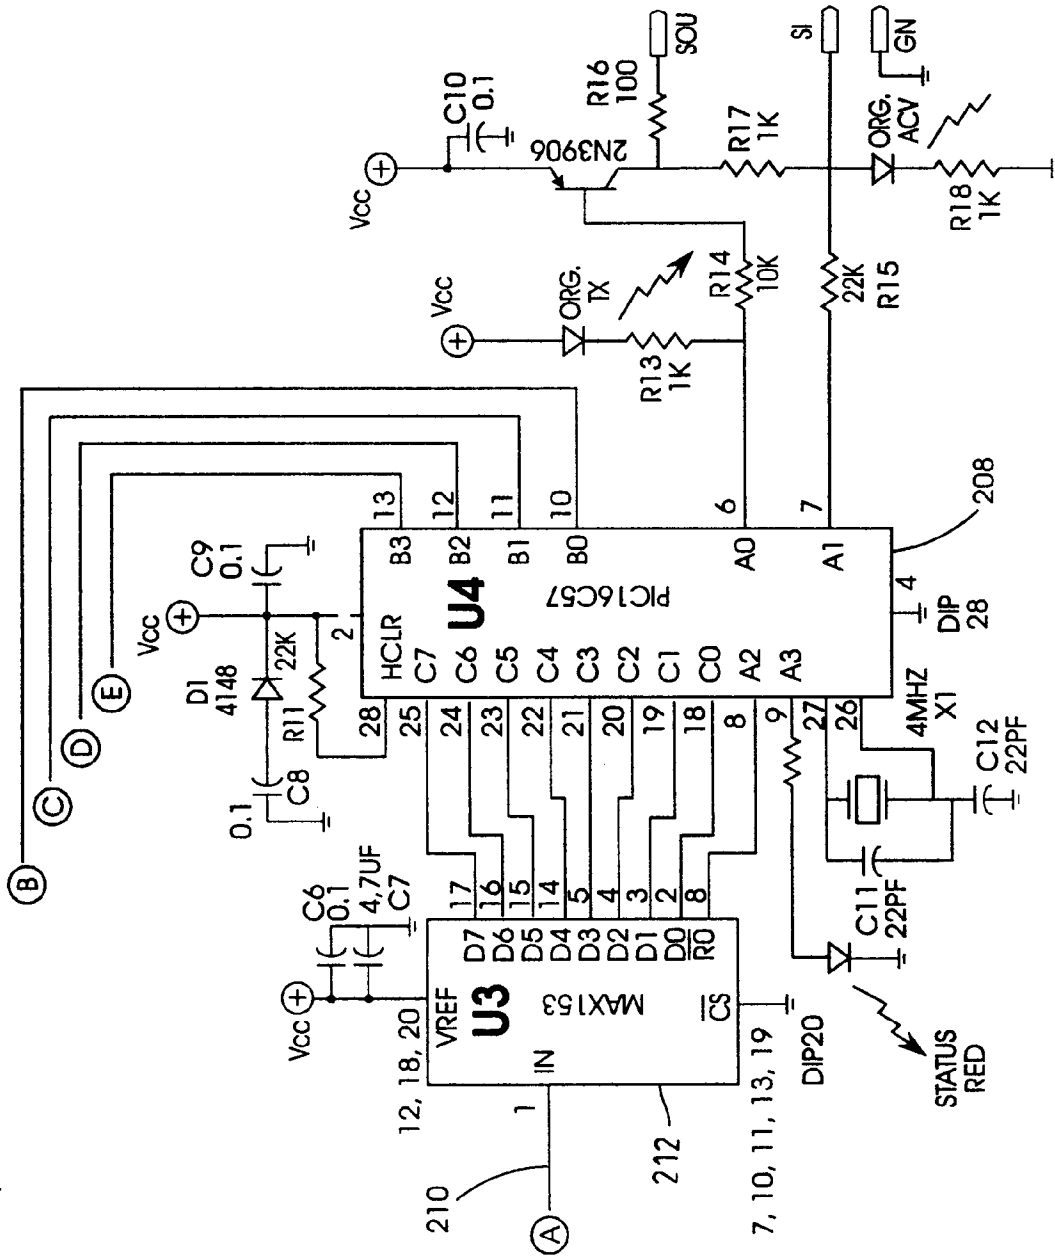 B
C
D
E
Vcc
C9
0.1
D1
4148
22K
R11
0.1
C8
2
HCLR
C7
C6
C5
C4
C3
C2
C1
C0
A2
A3
U4
PIC16C57
B3
B2
B1
B0
A0
A1
13
12
11
10
6
7
28
25
24
23
22
21
20
19
18
8
9
27
26
4
DIP
28
208
4MHZ
X1
C12
22PF
C11
22PF
Vcc
C6
0.1
4,7UF
C7
12, 18, 20
VREF
U3
MAX153
IN
1
CS
D7
D6
D5
D4
D3
D2
D1
D0
R0
17
16
15
14
5
4
3
2
8
7, 10, 11, 13, 19
DIP20
212
210
A
STATUS
RED
Vcc
ORG.
TX
R13
1K
R14
10K
Vcc
C10
0.1
2N3906
R16
100
SOU
R17
1K
SI
GN
ORG.
ACV
R18
1K
22K
R15